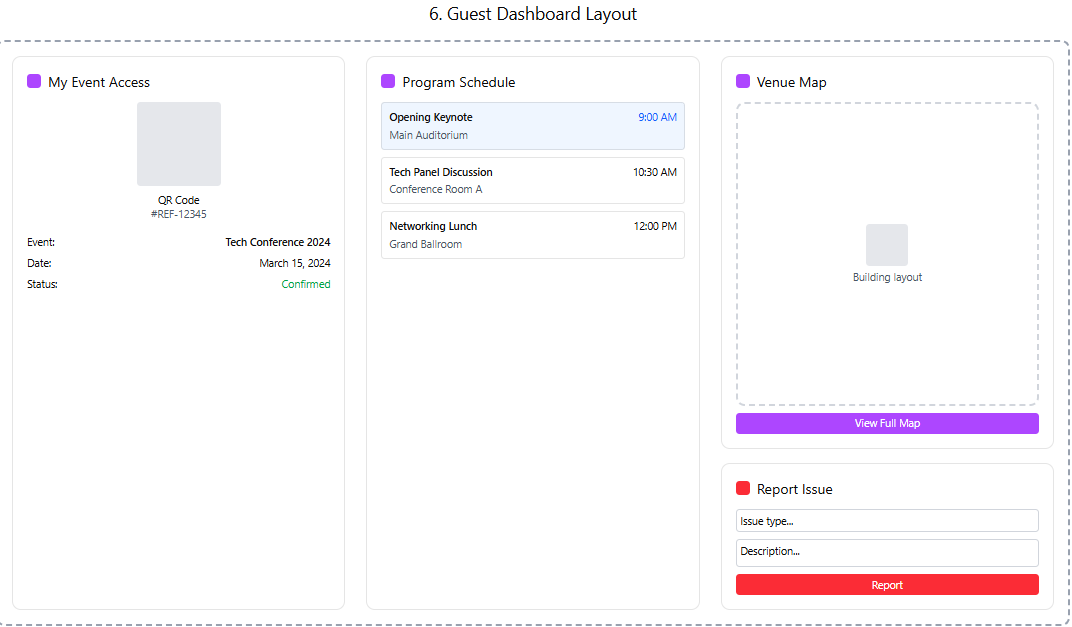 6. Guest Dashboard Layout
My Event Access
QR Code
#REF-12345
Event: Tech Conference 2024
Date: March 15, 2024
Status: Confirmed
Program Schedule
Opening Keynote 9:00 AM
Main Auditorium
Tech Panel Discussion 10:30 AM
Conference Room A
Networking Lunch 12:00 PM
Grand Ballroom
Venue Map
Building layout
View Full Map
Report Issue
Issue type...
Description...
Report